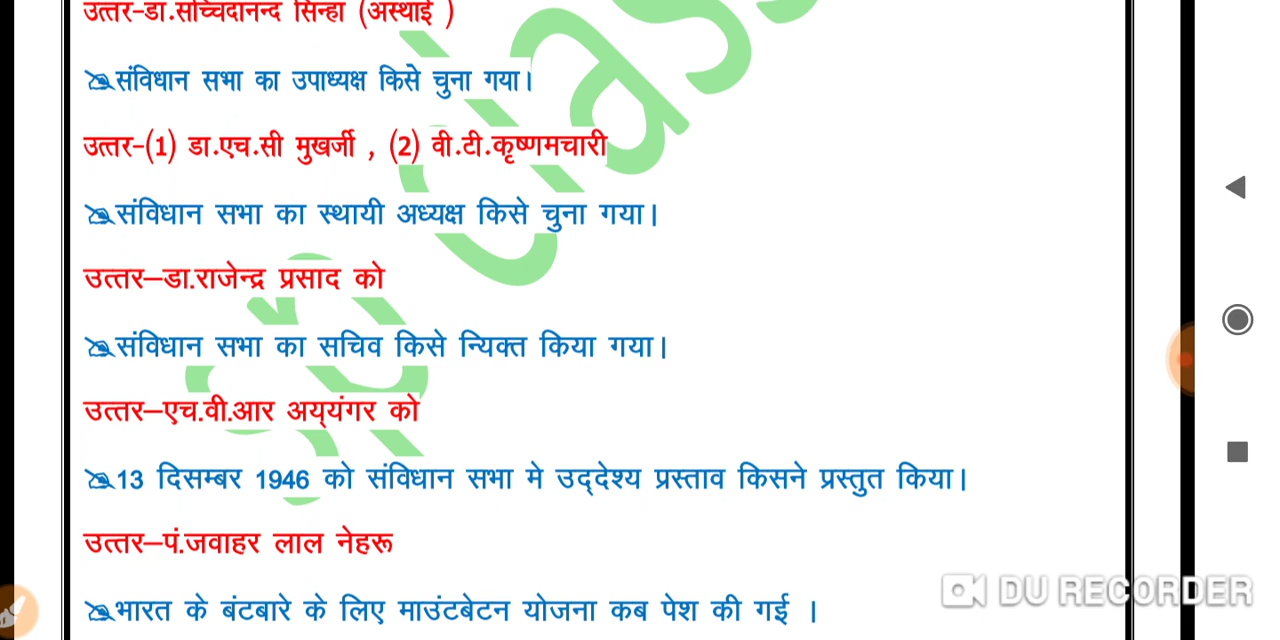 उत्तर-डा.सच्चिदानन्द सिन्हा (अस्थाई )
संविधान सभा का उपाध्यक्ष किसे चुना गया।
उत्तर-(1) डा.एच.सी मुखर्जी , (2) वी.टी.कृष्णमचारी
संविधान सभा का स्थायी अध्यक्ष किसे चुना गया।
उत्तर–डा.राजेन्द्र प्रसाद को
संविधान सभा का सचिव किसे न्यिक्त किया गया।
उत्तर–एच.वी.आर अय्यंगर को
13 दिसम्बर 1946 को संविधान सभा मे उद्देश्य प्रस्ताव किसने प्रस्तुत किया।
उत्तर–पं.जवाहर लाल नेहरू
भारत के बंटबारे के लिए माउंटबेटन योजना कब पेश की गई ।
DU RECORDER